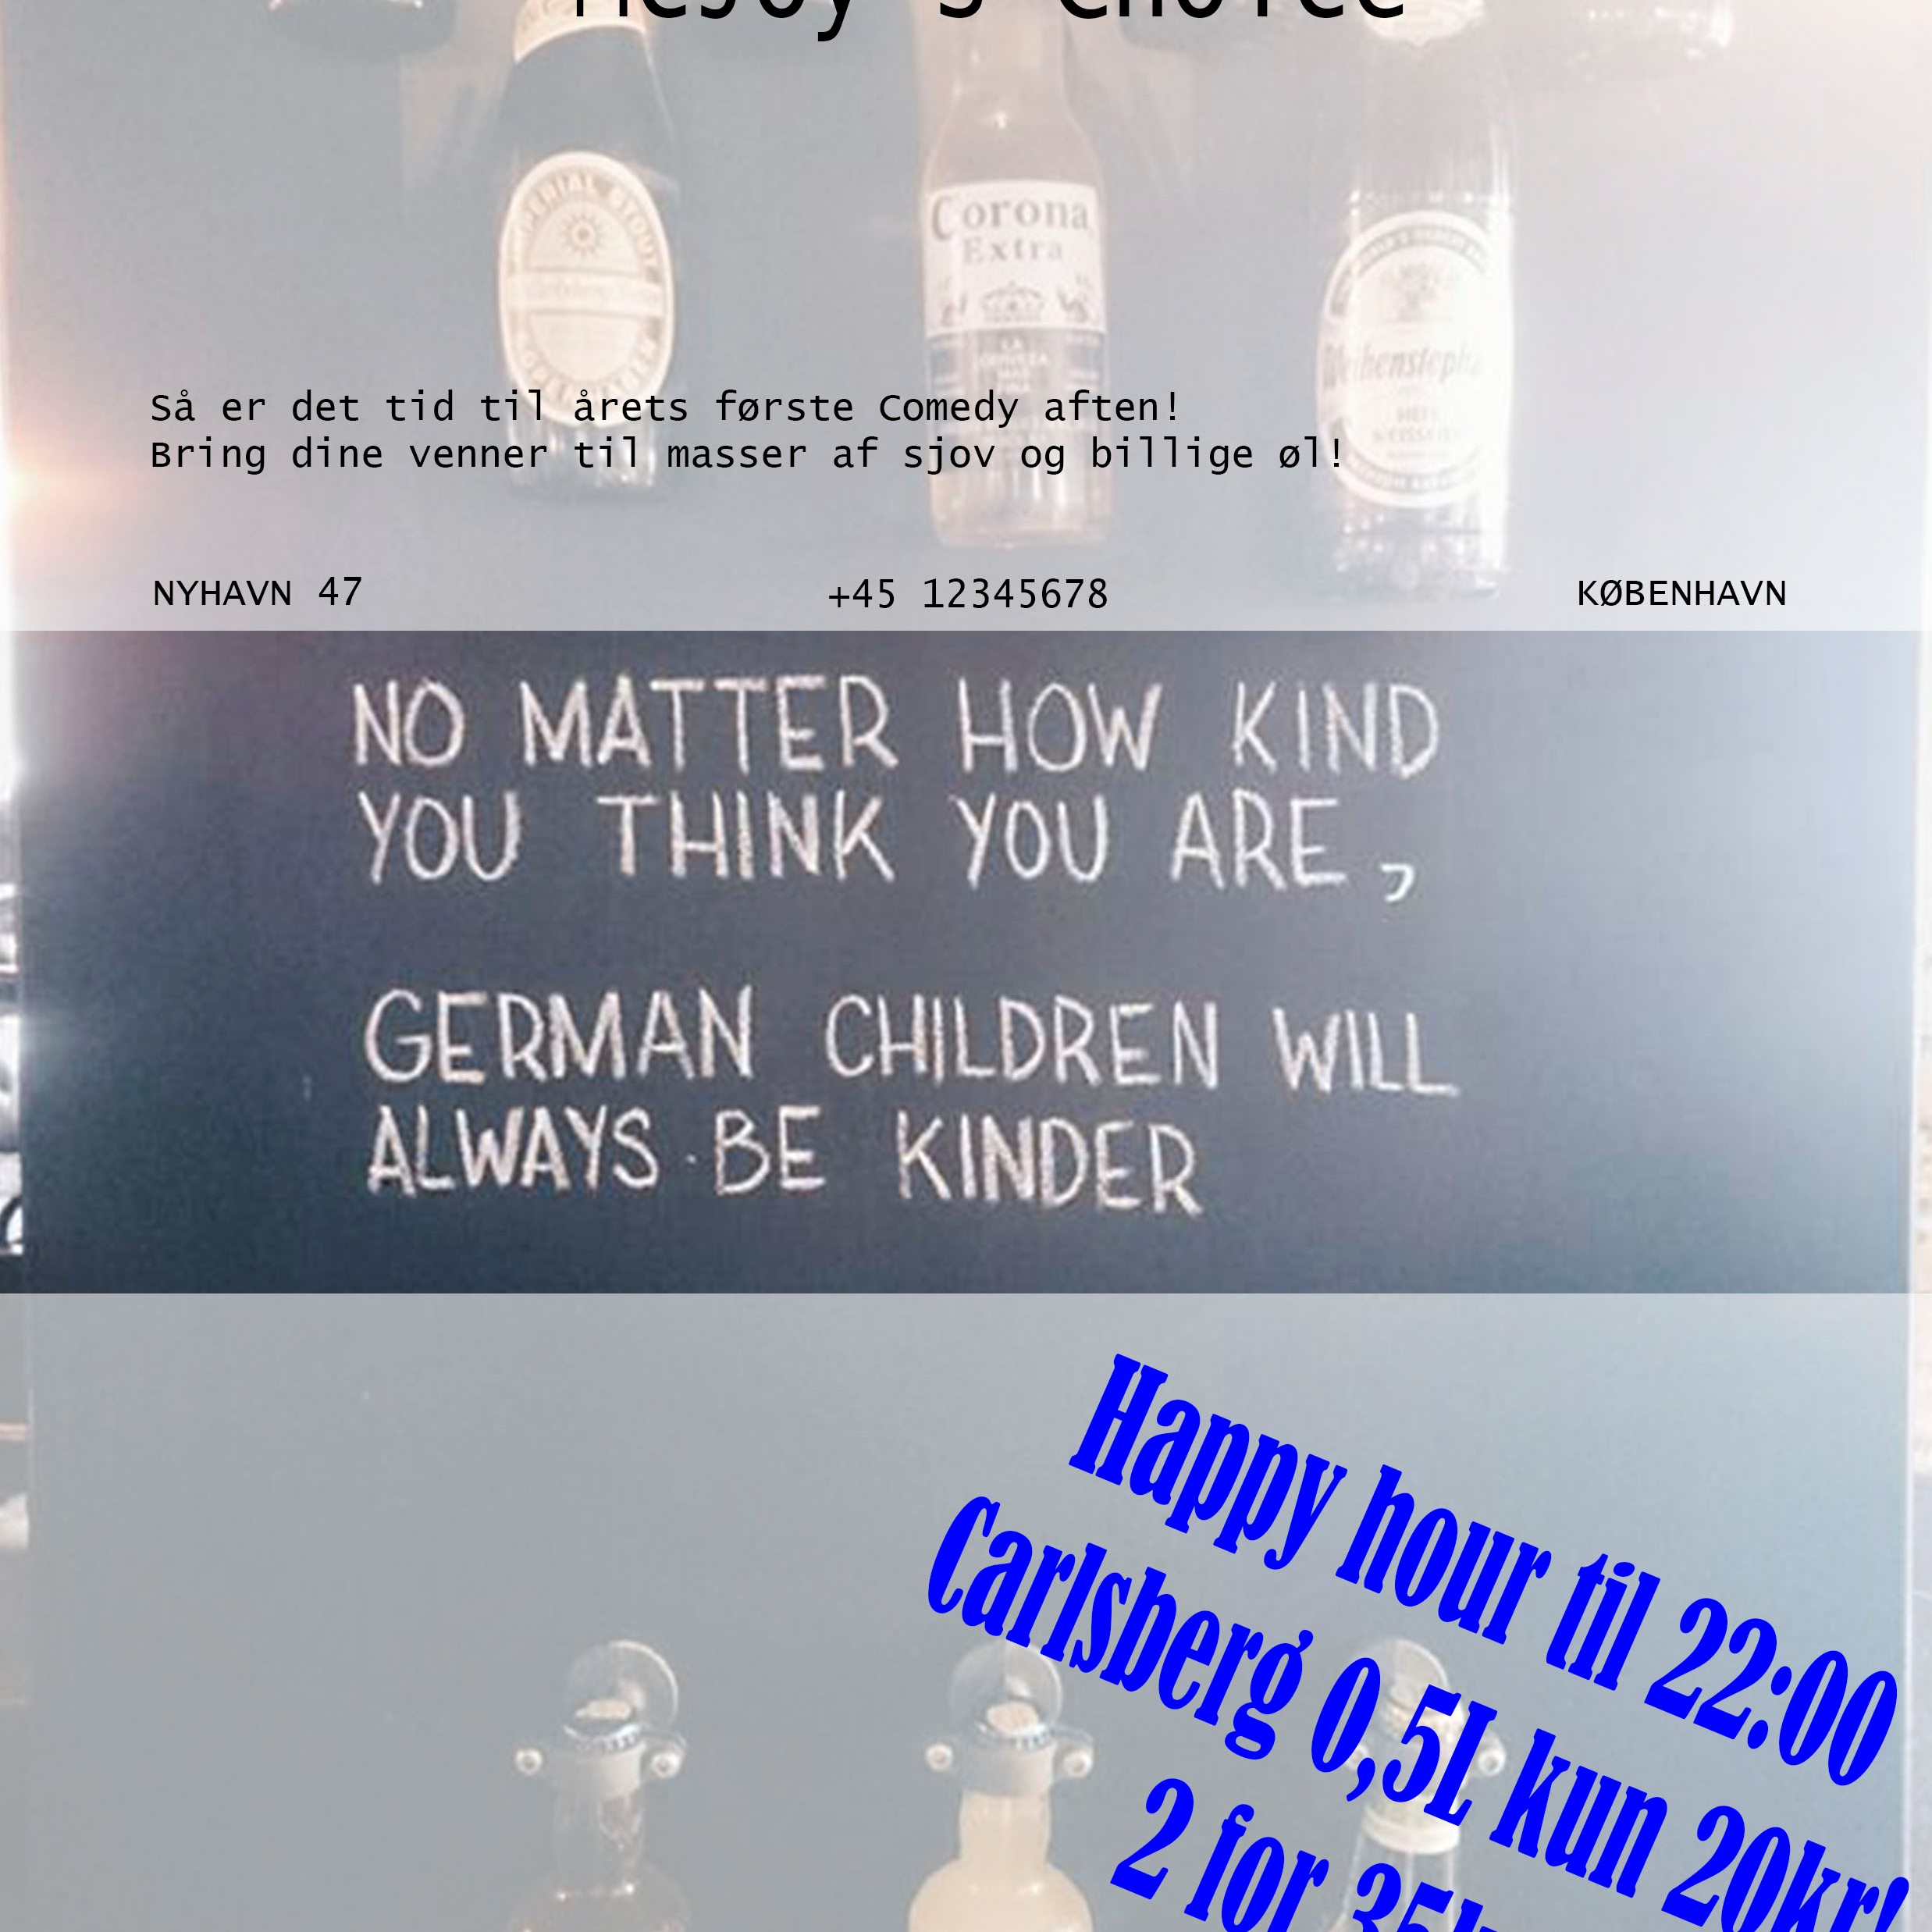 Corona
Extra
Så er det tid til årets første Comedy aften!
Bring dine venner til masser af sjov og billige øl!
NYHAVN 47
+45 12345678
KØBENHAVN
NO MATTER HOW KIND
YOU THINK YOU ARE,
GERMAN CHILDREN WILL
ALWAYS BE KINDER
Happy hour til 22:00
Carlsberg 0,5L kun 20kr!
2 for